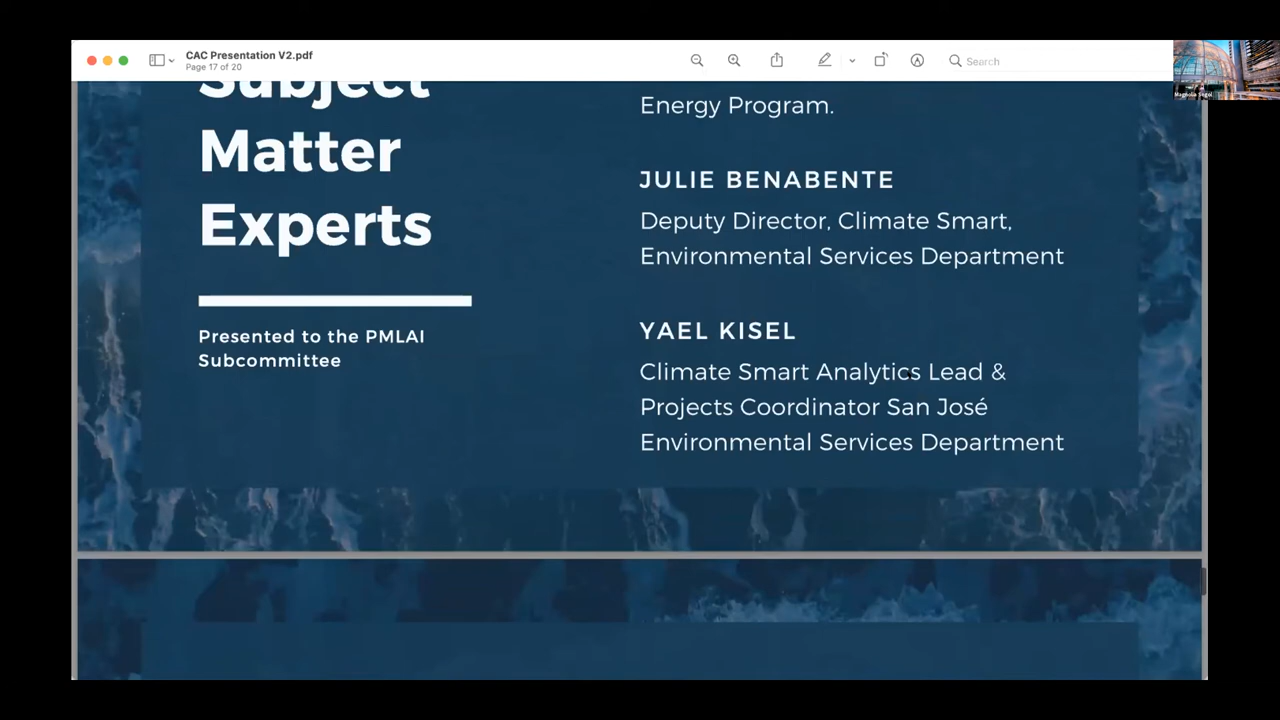 CAC Presentation V2.pdf
Page 17 of 20
Search
Magnolia Segol
Subject
Matter
Experts
Presented to the PMLAI
Subcommittee
Energy Program.
JULIE BENABENTE
Deputy Director, Climate Smart,
Environmental Services Department
YAEL KISEL
Climate Smart Analytics Lead &
Projects Coordinator San José
Environmental Services Department